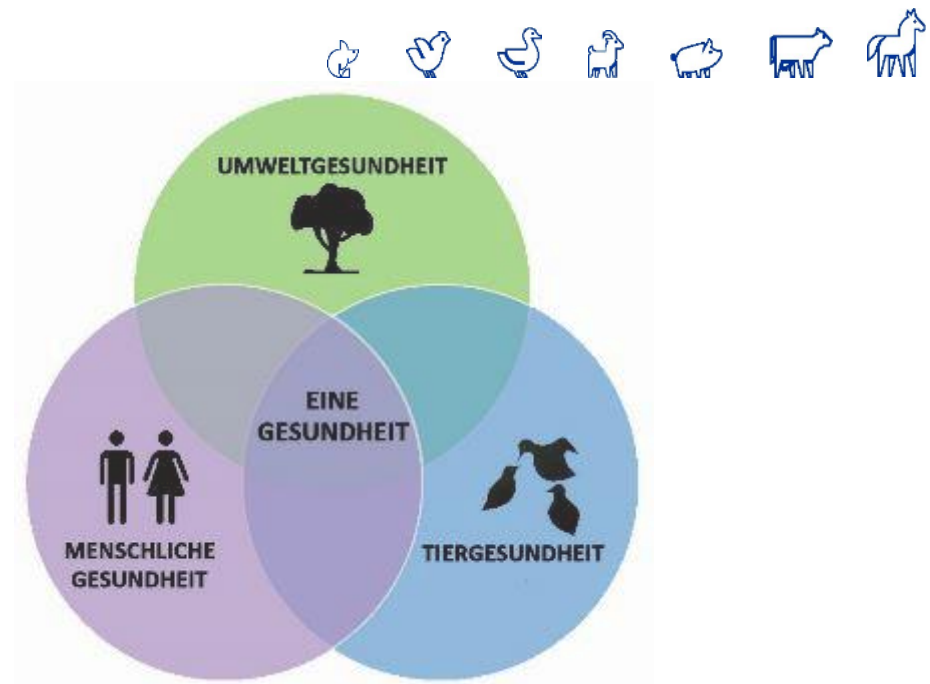 UMWELTGESUNDHEIT
EINE
GESUNDHEIT
MENSCHLICHE
GESUNDHEIT
TIERGESUNDHEIT